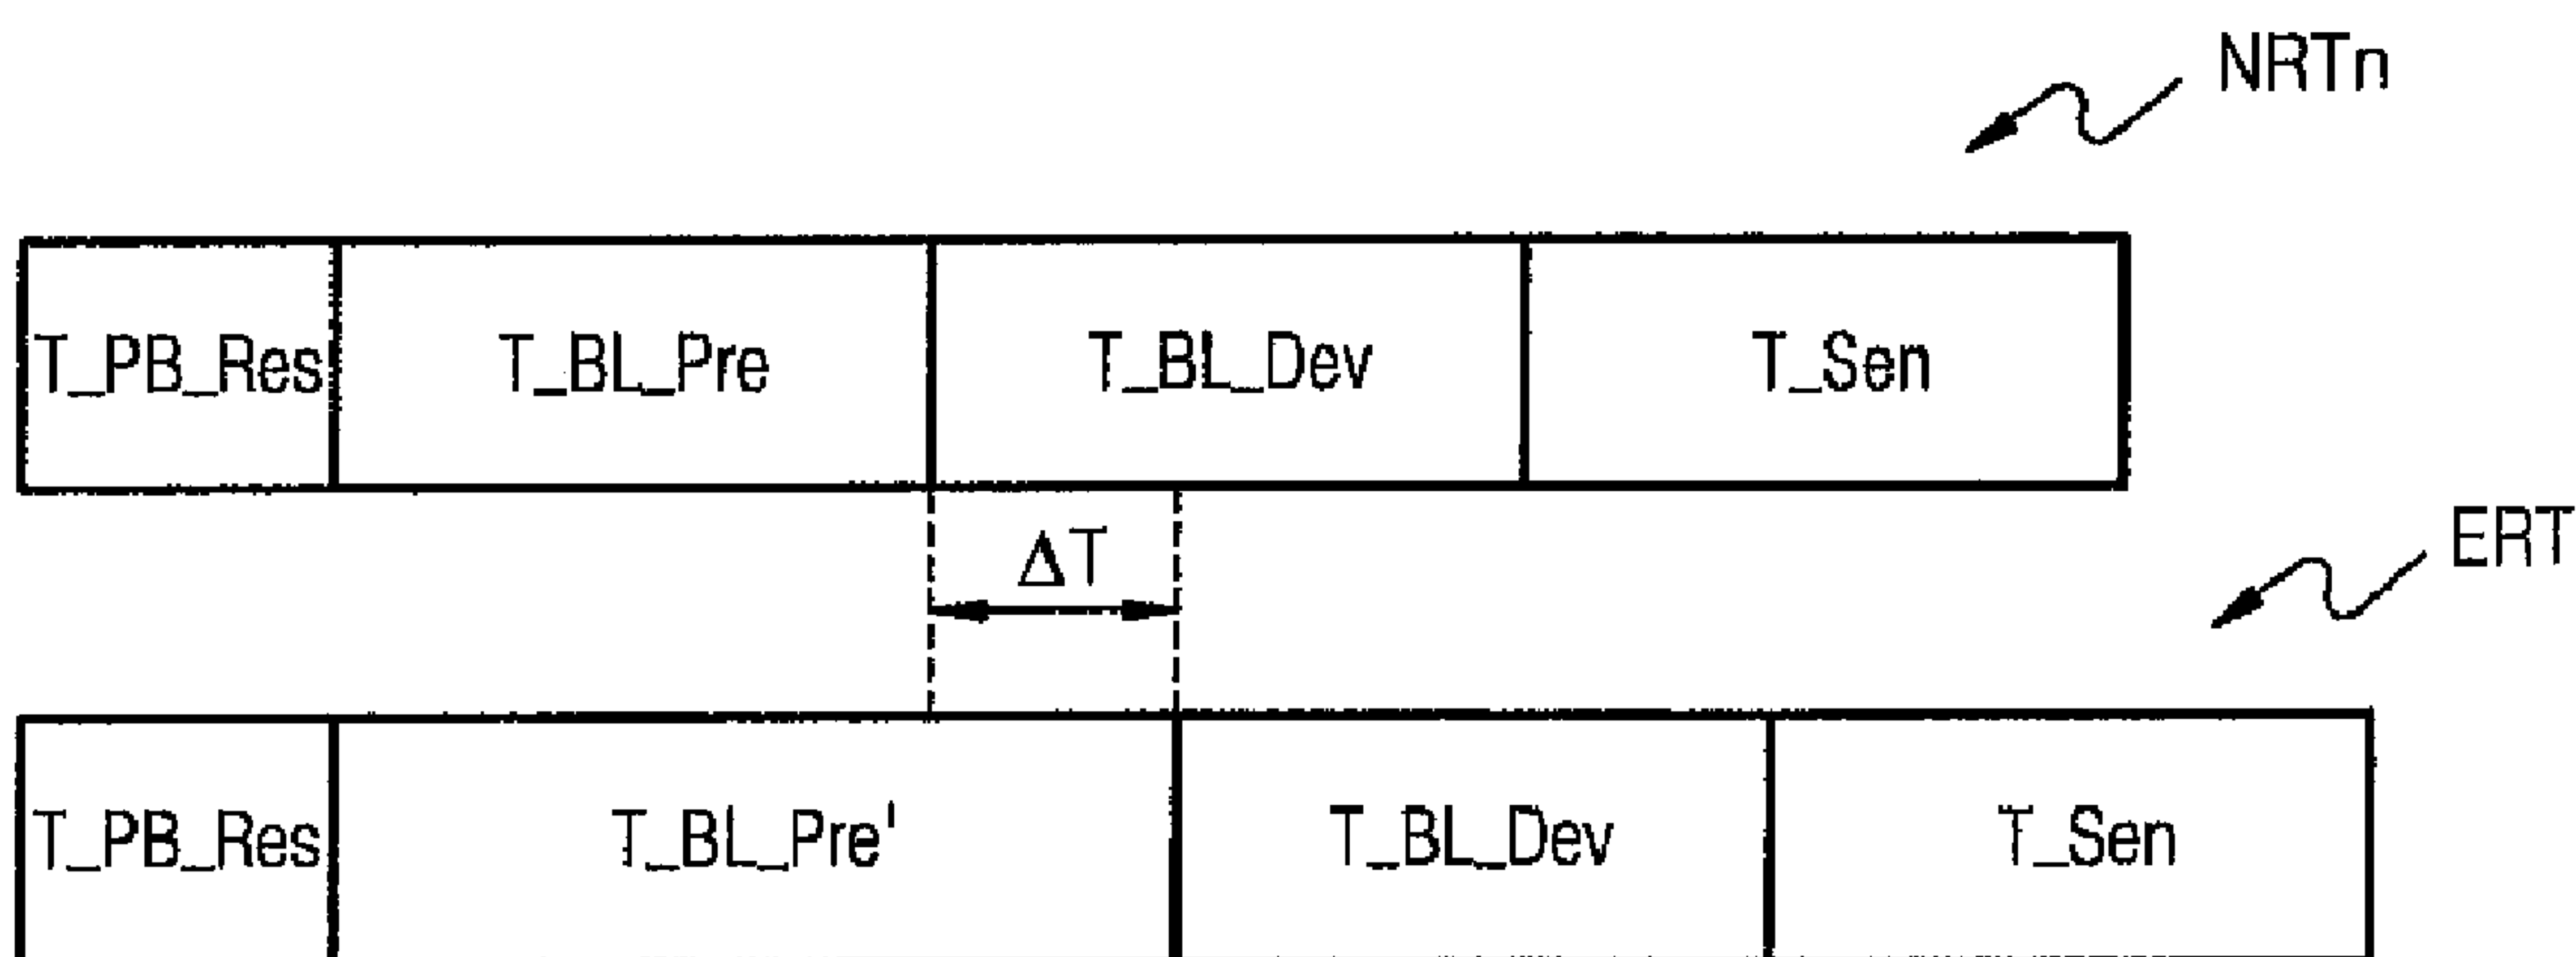 NRTn
T_PB_Res T_BL_Pre T_BL_Dev T_Sen
ΔT
ERT
T_PB_Res T_BL_Pre' T_BL_Dev T_Sen